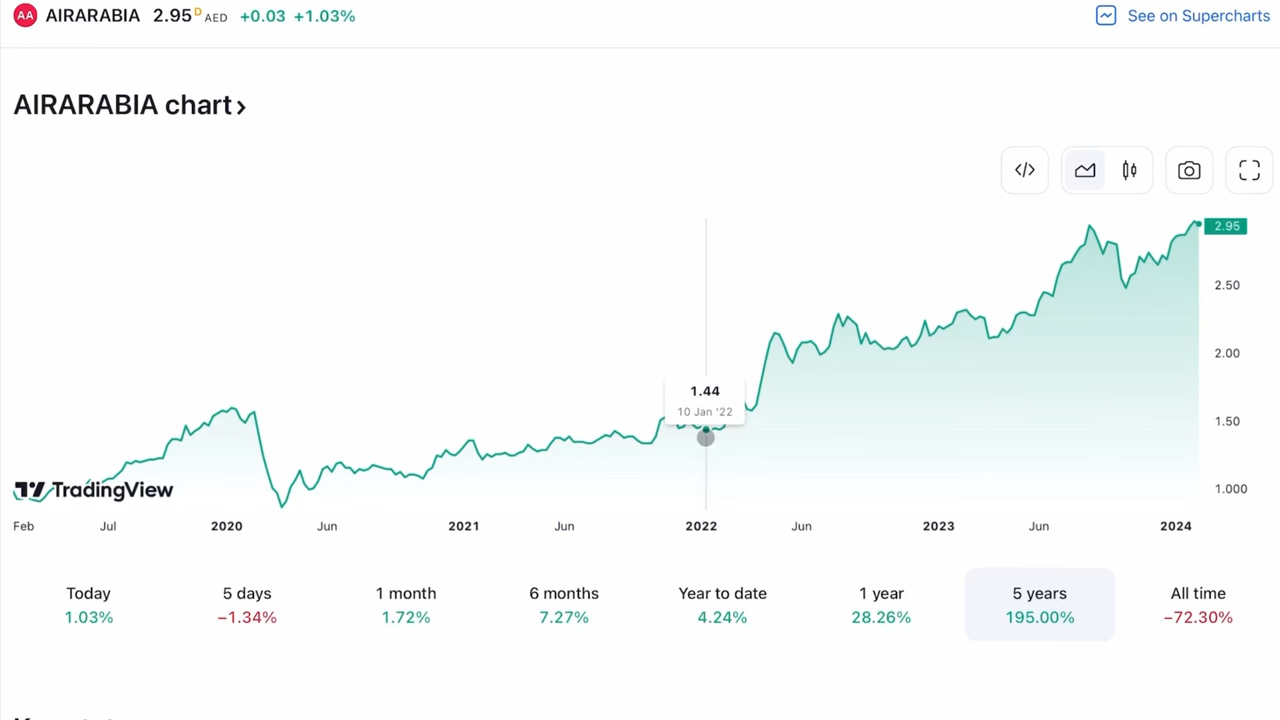 AA AIRARABIA 2.95 D AED +0.03 +1.03% See on Supercharts
AIRARABIA chart ›
</>
2.95
2.50
2.00
1.44
10 Jan '22
1.50
TradingView
1.000
Feb Jul 2020 Jun 2021 Jun 2022 Jun 2023 Jun 2024
Today 5 days 1 month 6 months Year to date 1 year 5 years All time
1.03% −1.34% 1.72% 7.27% 4.24% 28.26% 195.00% −72.30%